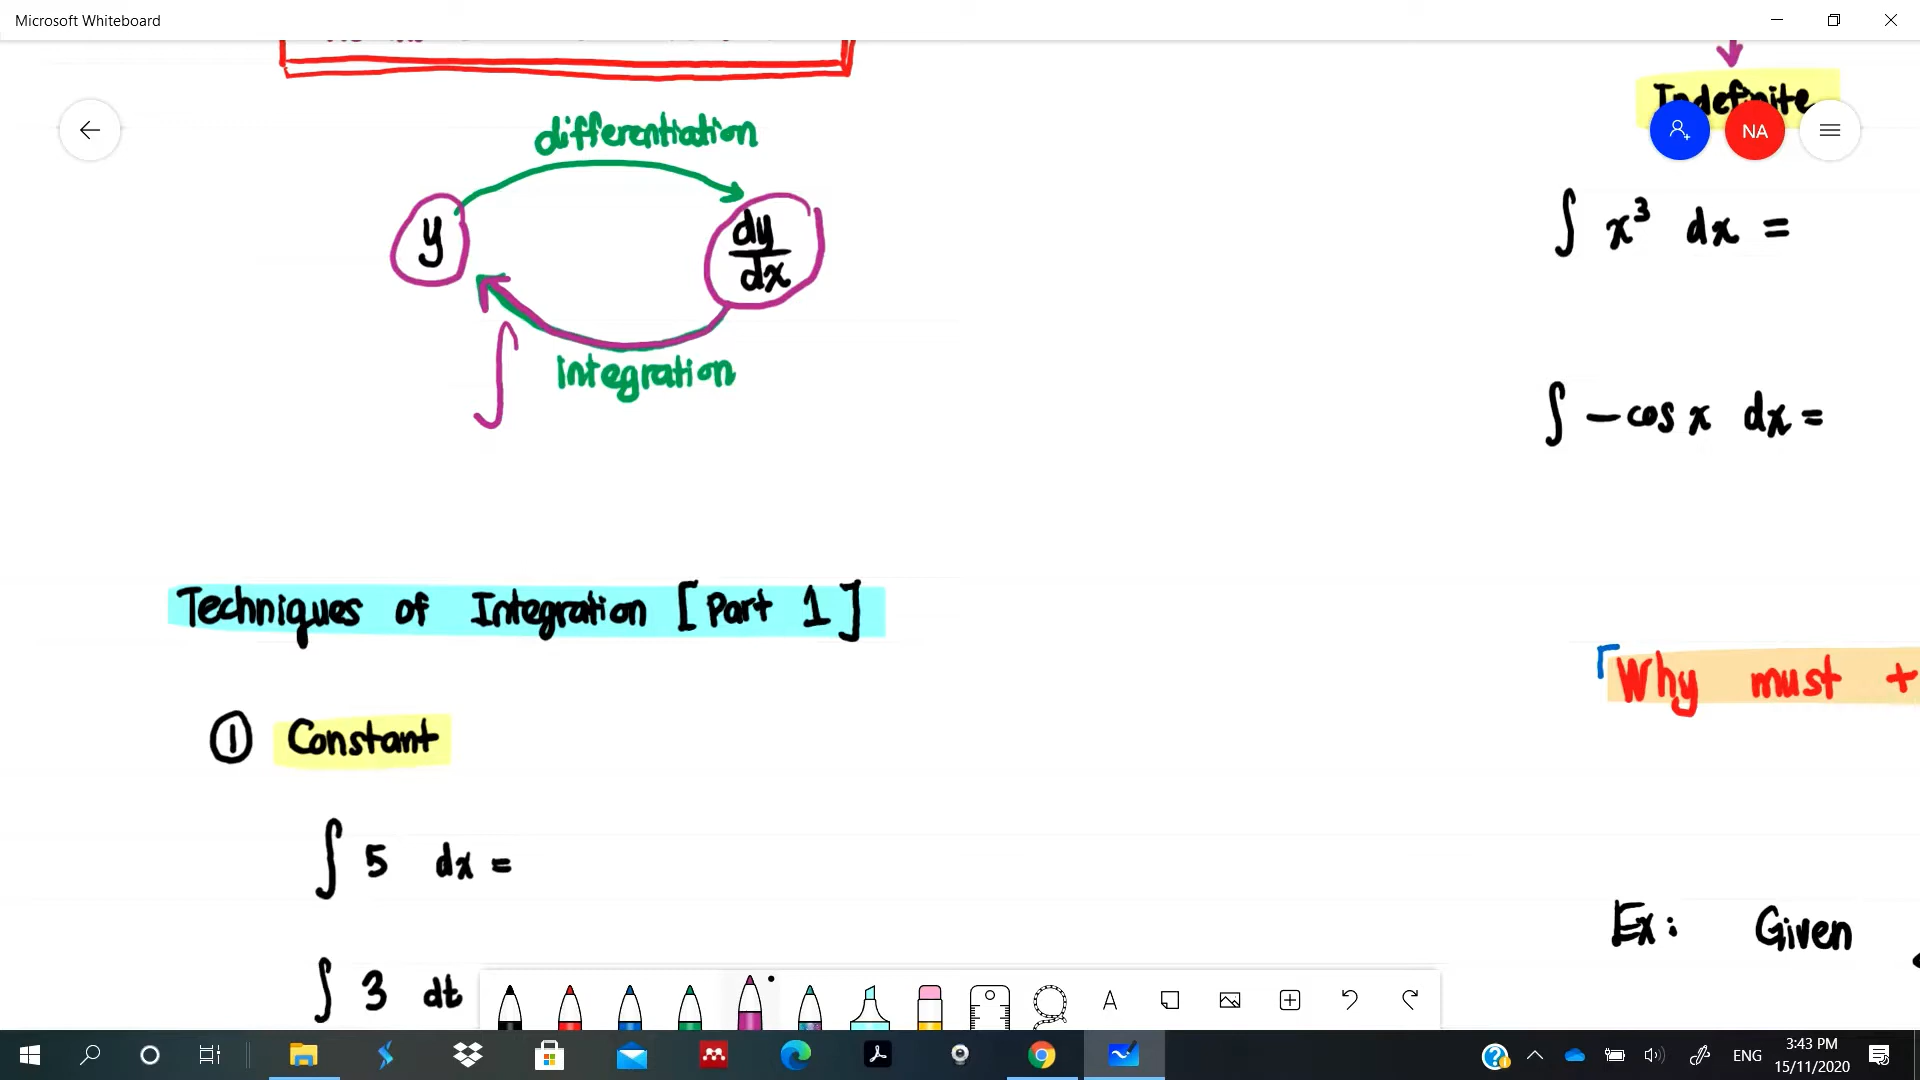 Microsoft Whiteboard
differentiation
y
dy
dx
∫
integration
Techniques of Integration [Part 1]
① Constant
∫ 5 dx =
∫ 3 dt
Indefinite
NA
∫ x³ dx =
∫ -cos x dx =
Why must +
Ex: Given
A
ENG
3:43 PM
15/11/2020